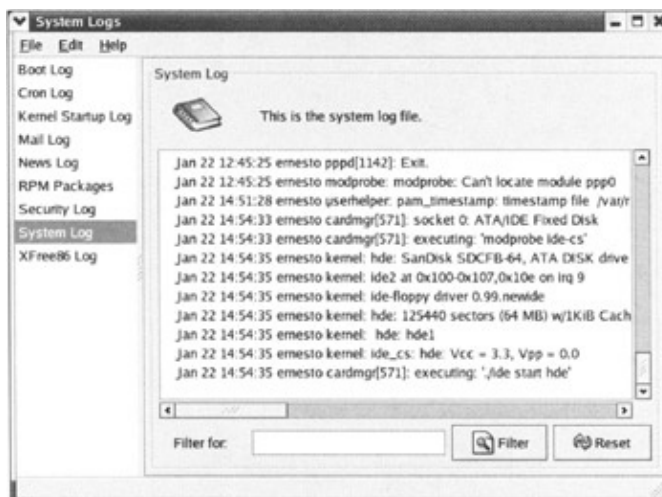 System Logs
File Edit Help
Boot Log
Cron Log
Kernel Startup Log
Mail Log
News Log
RPM Packages
Security Log
System Log
XFree86 Log
System Log
This is the system log file.
Jan 22 12:45:25 ernesto pppd[1142]: Exit.
Jan 22 12:45:25 ernesto modprobe: modprobe: Can't locate module ppp0
Jan 22 14:51:28 ernesto userhelper: pam_timestamp: timestamp file /var/r
Jan 22 14:54:33 ernesto cardmgr[571]: socket 0: ATA/IDE Fixed Disk
Jan 22 14:54:33 ernesto cardmgr[571]: executing: 'modprobe ide-cs'
Jan 22 14:54:35 ernesto kernel: hde: SanDisk SDCFB-64, ATA DISK drive
Jan 22 14:54:35 ernesto kernel: ide2 at 0x100-0x107,0x10e on irq 9
Jan 22 14:54:35 ernesto kernel: ide-floppy driver 0.99.newide
Jan 22 14:54:35 ernesto kernel: hde: 125440 sectors (64 MB) w/1KiB Cach
Jan 22 14:54:35 ernesto kernel: hde: hde1
Jan 22 14:54:35 ernesto kernel: ide_cs: hde: Vcc = 3.3, Vpp = 0.0
Jan 22 14:54:35 ernesto cardmgr[571]: executing: './ide start hde'
Filter for: Filter Reset